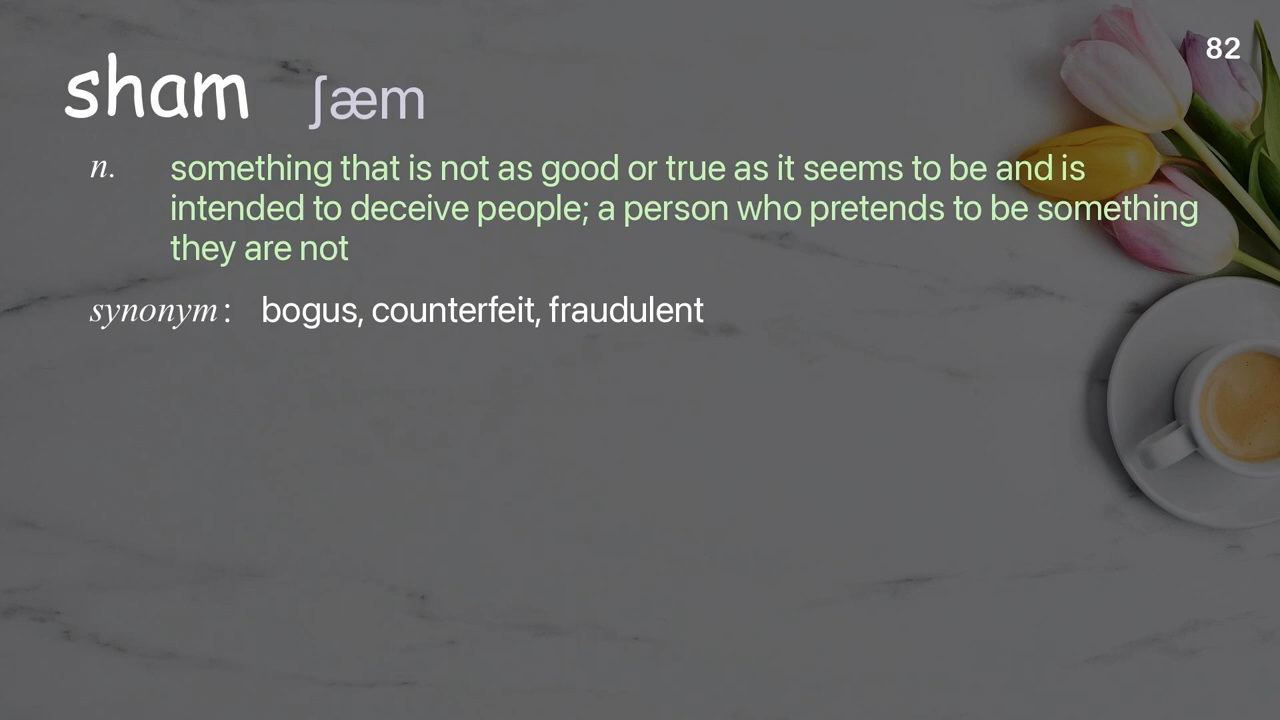 82
sham ʃæm
n. something that is not as good or true as it seems to be and is
intended to deceive people; a person who pretends to be something
they are not
synonym: bogus, counterfeit, fraudulent